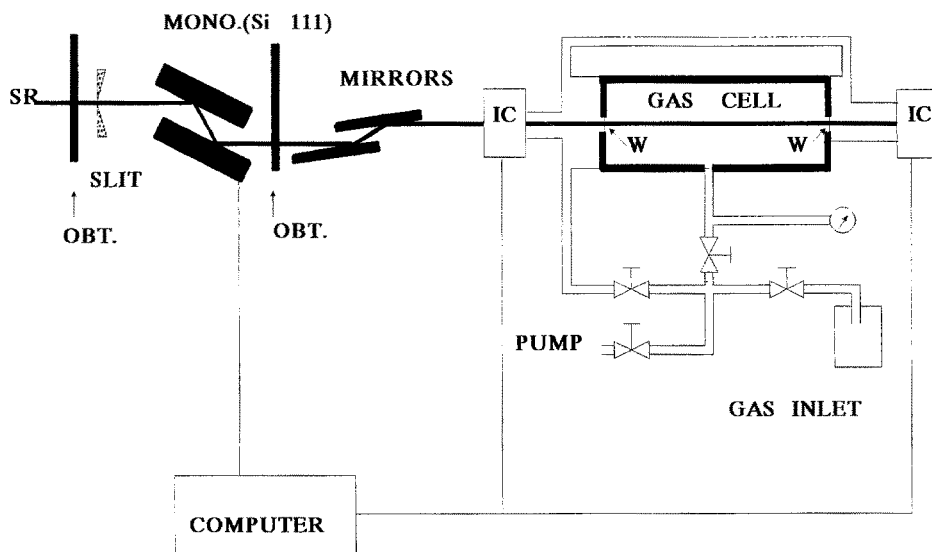 MONO.(Si 111)
MIRRORS
SR
IC
GAS CELL
IC
W
W
SLIT
OBT.
OBT.
PUMP
GAS INLET
COMPUTER